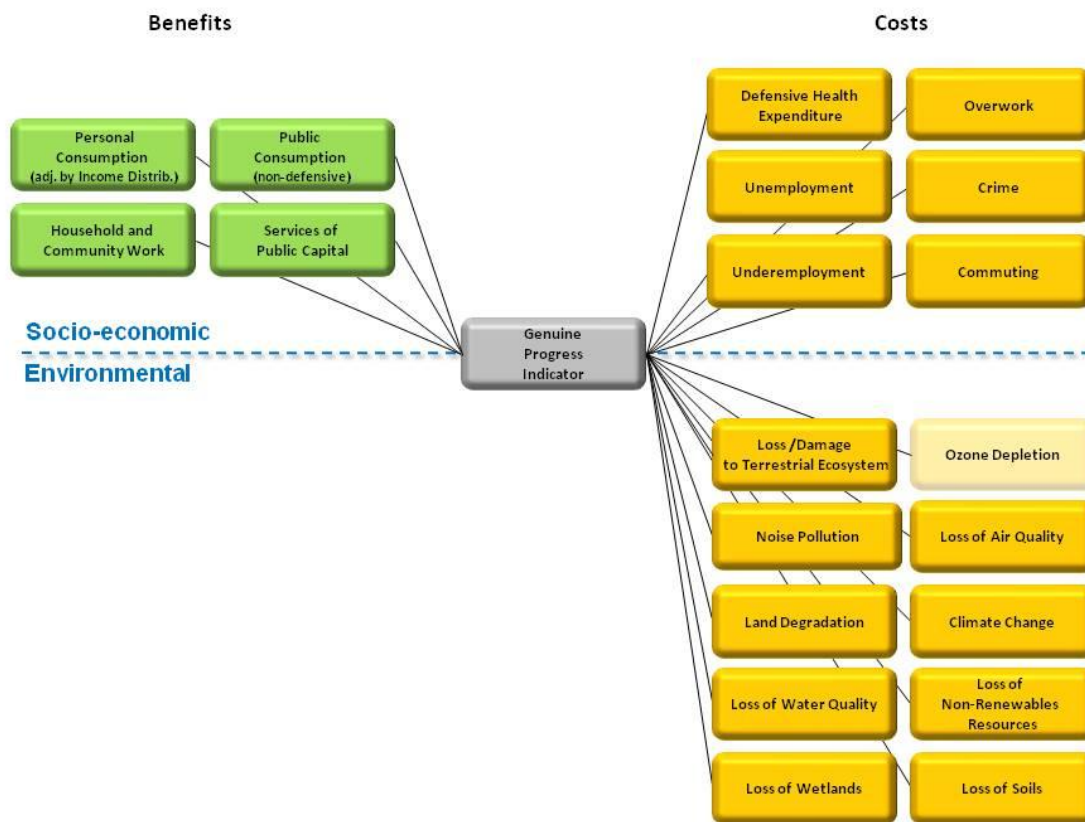 Benefits
Costs
Personal
Consumption
(adj. by Income Distrib.)
Public
Consumption
(non-defensive)
Household and
Community Work
Services of
Public Capital
Defensive Health
Expenditure
Overwork
Unemployment
Crime
Underemployment
Commuting
Socio-economic
Environmental
Genuine
Progress
Indicator
Loss /Damage
to Terrestrial Ecosystem
Ozone Depletion
Noise Pollution
Loss of Air Quality
Land Degradation
Climate Change
Loss of Water Quality
Loss of
Non-Renewables
Resources
Loss of Wetlands
Loss of Soils